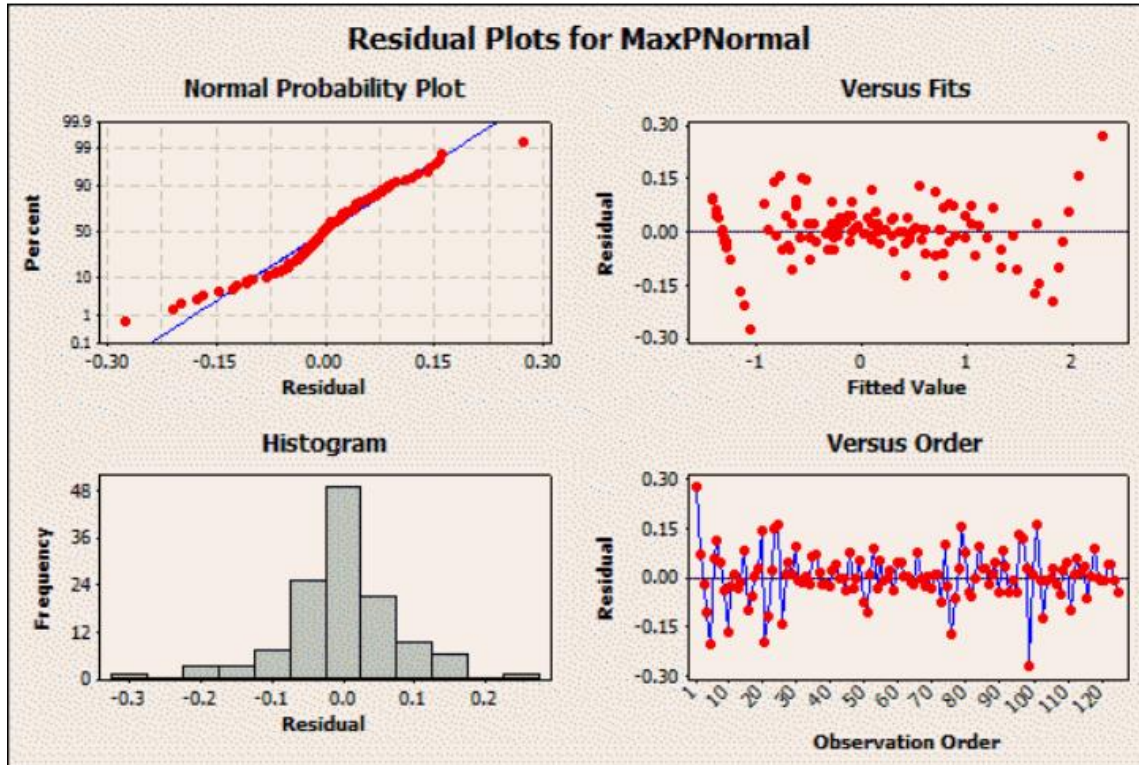 Residual Plots for MaxPNormal
Normal Probability Plot
99.9
99
90
50
10
1
0.1
Percent
-0.30 -0.15 0.00 0.15 0.30
Residual
Versus Fits
0.30
0.15
0.00
-0.15
-0.30
Residual
-1 0 1 2
Fitted Value
Histogram
48
36
24
12
0
Frequency
-0.3 -0.2 -0.1 0.0 0.1 0.2
Residual
Versus Order
0.30
0.15
0.00
-0.15
-0.30
Residual
1 10 20 30 40 50 60 70 80 90 100 110 120
Observation Order